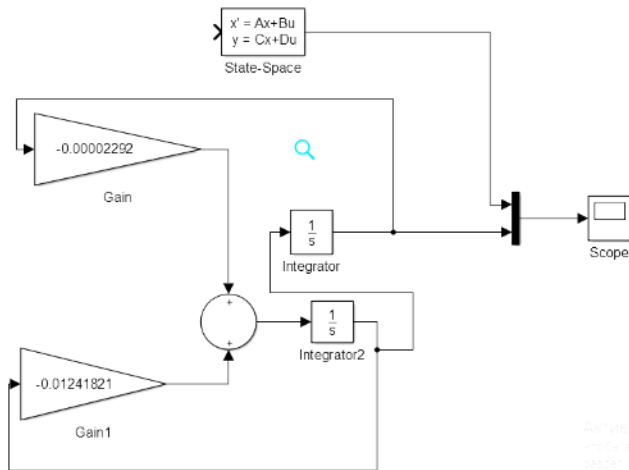 x' = Ax+Bu
y = Cx+Du
State-Space
-0.00002292
Gain
1
s
Integrator
Scope
+
+
1
s
Integrator2
-0.01241821
Gain1